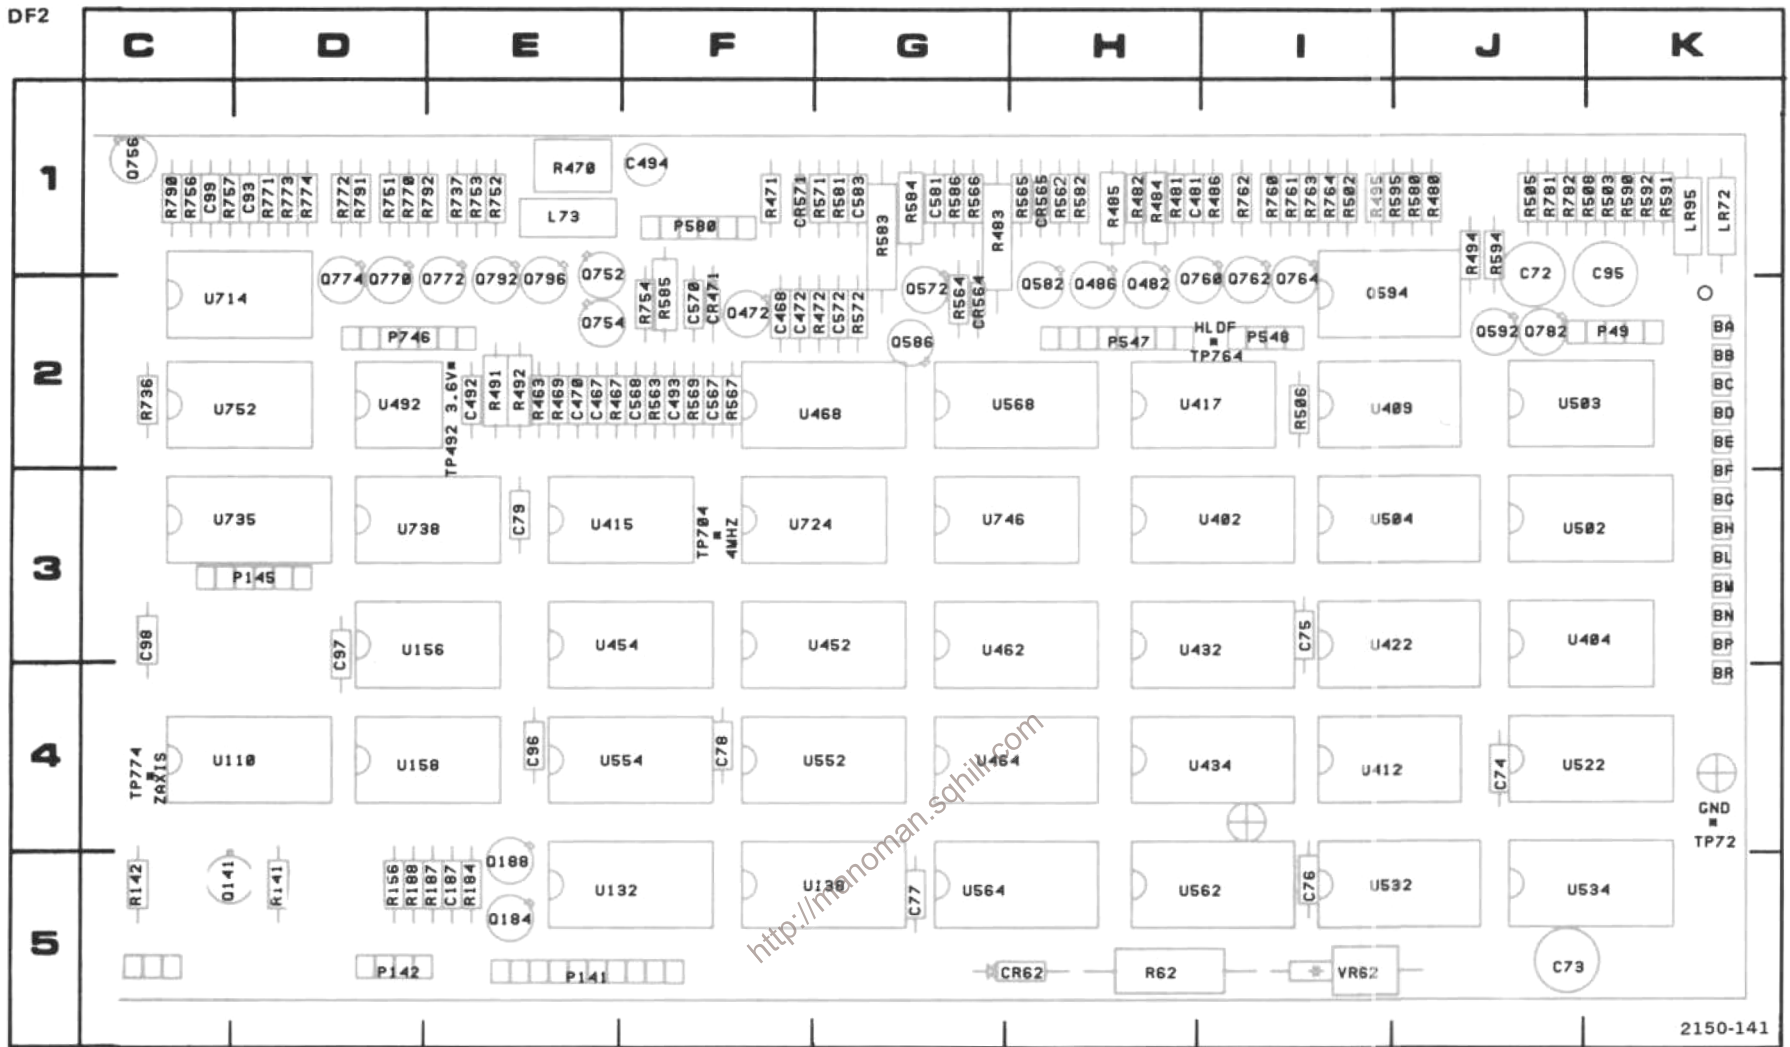 DF2
C D E F G H I J K
1
Q756
R790 R756 C99 R757 C93 R771 R773 R774 R772 R791 R751 R770 R792 R737 R753 R752
R470
L73
C494
P580
R471 CR571 R571 R581 C583 R583 R584 C581 R586 R566 R483 R565 CR565 R562 R582 R485 R482 R484 R481 C481 R486 R762 R760 R761 R763 R764 R502 R495 R595 R580 R480 R494 R594 R505 R781 R782 R508 R503 R590 R592 R591 LR95 LR72
U714 Q774 Q770 Q772 Q792 Q796 Q752 Q754 R754 R585 C570 CR471 Q472 C468 C472 R472 C572 R572 Q572 Q586 R564 CR564 Q582 Q486 Q482 Q760 Q762 Q764 Q594 C72 C95
P746 P547 HLDF TP764 P548 Q592 Q782 P49
2
R736 U752 U492 TP492 3.6V C492 R491 R492 R463 R469 C470 C467 R467 C568 R563 C493 R569 C567 R567 U468 U568 U417 R506 U409 U503
BA
BB
BC
BD
BE
BF
BG
BH
BL
BM
BN
BP
BR
3
U735 U738 C79 U415 TP704 4MHZ U724 U746 U402 U504 U502
P145
C98 C97 U156 U454 U452 U462 U432 C75 U422 U404
4
TP774 ZAXIS U110 U158 C96 U554 C78 U552 U464 U434 U412 C74 U522
GND
TP72
5
R142 Q141 R141 R156 R188 R187 C187 R184 Q188 Q184 U132 U138 C77 U564 U562 C76 U532 U534
P142 P141 CR62 R62 VR62 C73
http://manoman.sqhill.com
2150-141